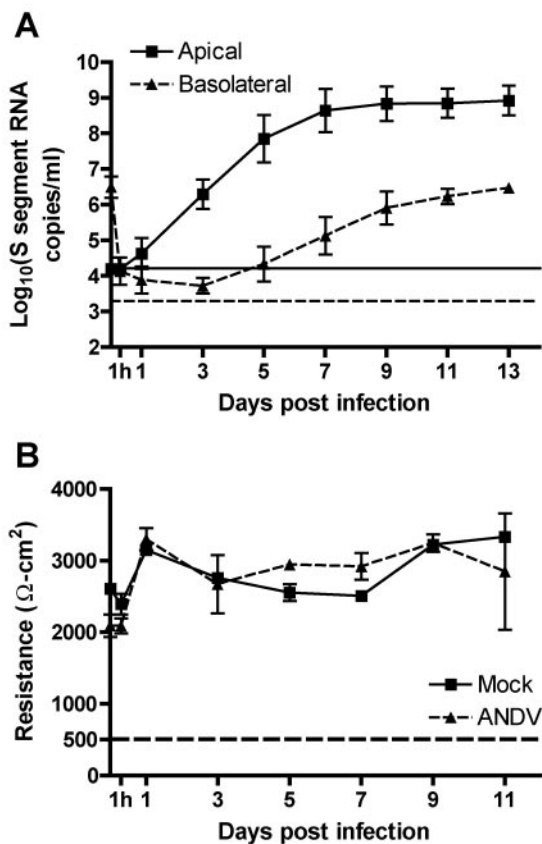 A
Apical
Basolateral
Log₁₀(S segment RNA
copies/ml)
10
9
8
7
6
5
4
3
2
1h 1 3 5 7 9 11 13
Days post infection
B
Resistance (Ω-cm²)
4000
3000
2000
1000
500
0
Mock
ANDV
1h 1 3 5 7 9 11
Days post infection